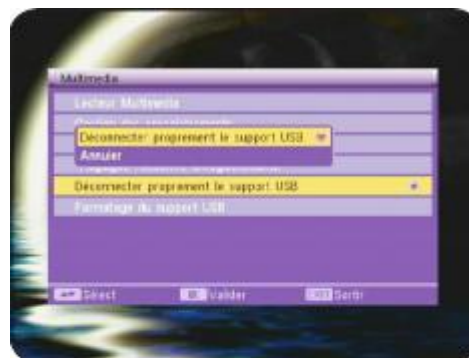 Multimedia
Lecteur Multimedia
Déconnecter proprement le support USB
Annuler
Déconnecter proprement le support USB
Formatage du support USB
Sélect
Valider
Sortir